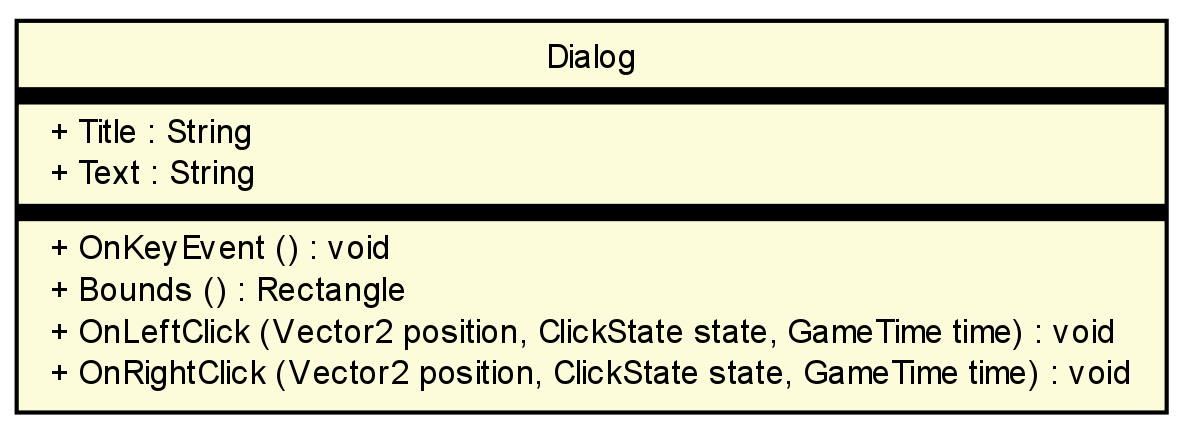 Dialog
+ Title : String
+ Text : String
+ OnKeyEvent () : void
+ Bounds () : Rectangle
+ OnLeftClick (Vector2 position, ClickState state, GameTime time) : void
+ OnRightClick (Vector2 position, ClickState state, GameTime time) : void